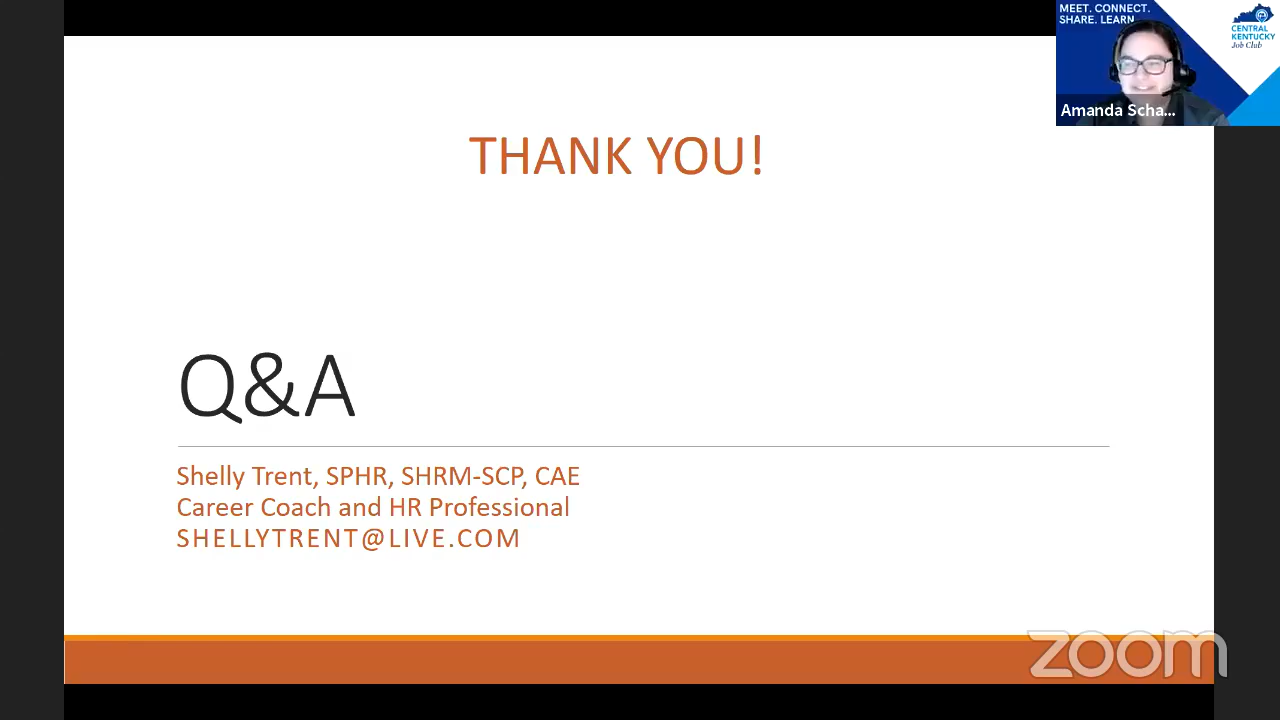 MEET. CONNECT.
SHARE. LEARN.
CENTRAL
KENTUCKY
Job Club
Amanda Scha...
THANK YOU!
Q&A
Shelly Trent, SPHR, SHRM-SCP, CAE
Career Coach and HR Professional
SHELLYTRENT@LIVE.COM
zoom